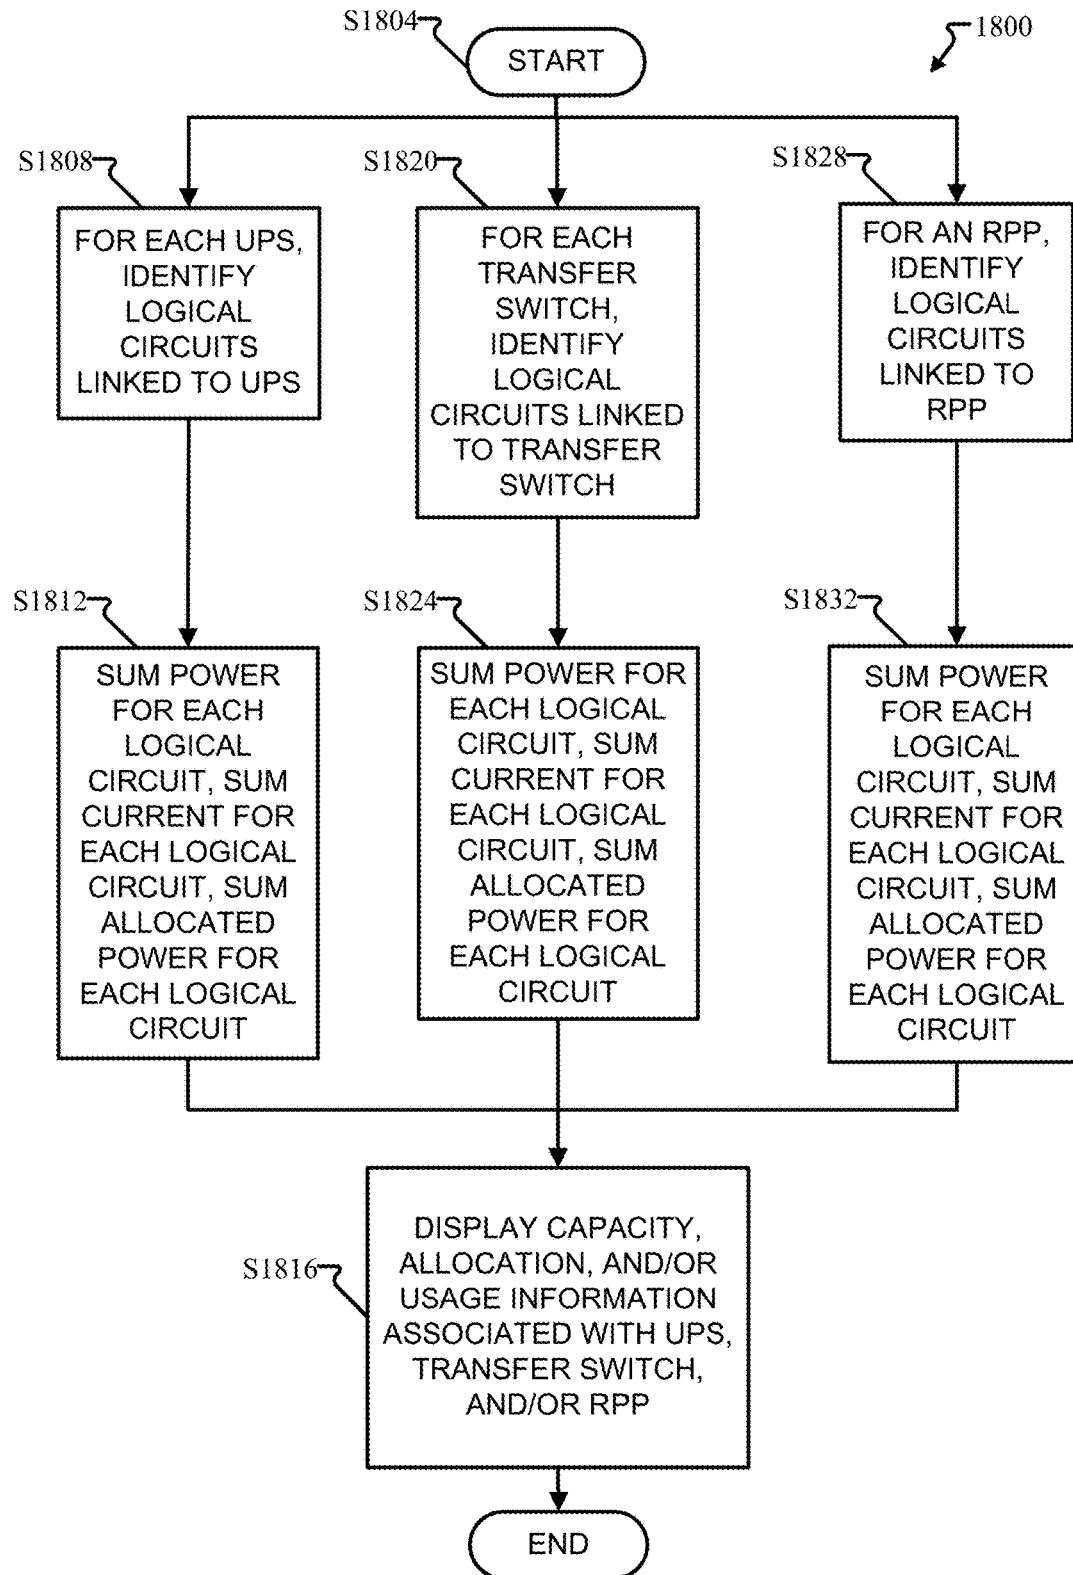 S1804
START
1800
S1808
FOR EACH UPS,
IDENTIFY
LOGICAL
CIRCUITS
LINKED TO UPS
S1820
FOR EACH
TRANSFER
SWITCH,
IDENTIFY
LOGICAL
CIRCUITS LINKED
TO TRANSFER
SWITCH
S1828
FOR AN RPP,
IDENTIFY
LOGICAL
CIRCUITS
LINKED TO
RPP
S1812
SUM POWER
FOR EACH
LOGICAL
CIRCUIT, SUM
CURRENT FOR
EACH LOGICAL
CIRCUIT, SUM
ALLOCATED
POWER FOR
EACH LOGICAL
CIRCUIT
S1824
SUM POWER FOR
EACH LOGICAL
CIRCUIT, SUM
CURRENT FOR
EACH LOGICAL
CIRCUIT, SUM
ALLOCATED
POWER FOR
EACH LOGICAL
CIRCUIT
S1832
SUM POWER
FOR EACH
LOGICAL
CIRCUIT, SUM
CURRENT FOR
EACH LOGICAL
CIRCUIT, SUM
ALLOCATED
POWER FOR
EACH LOGICAL
CIRCUIT
S1816
DISPLAY CAPACITY,
ALLOCATION, AND/OR
USAGE INFORMATION
ASSOCIATED WITH UPS,
TRANSFER SWITCH,
AND/OR RPP
END